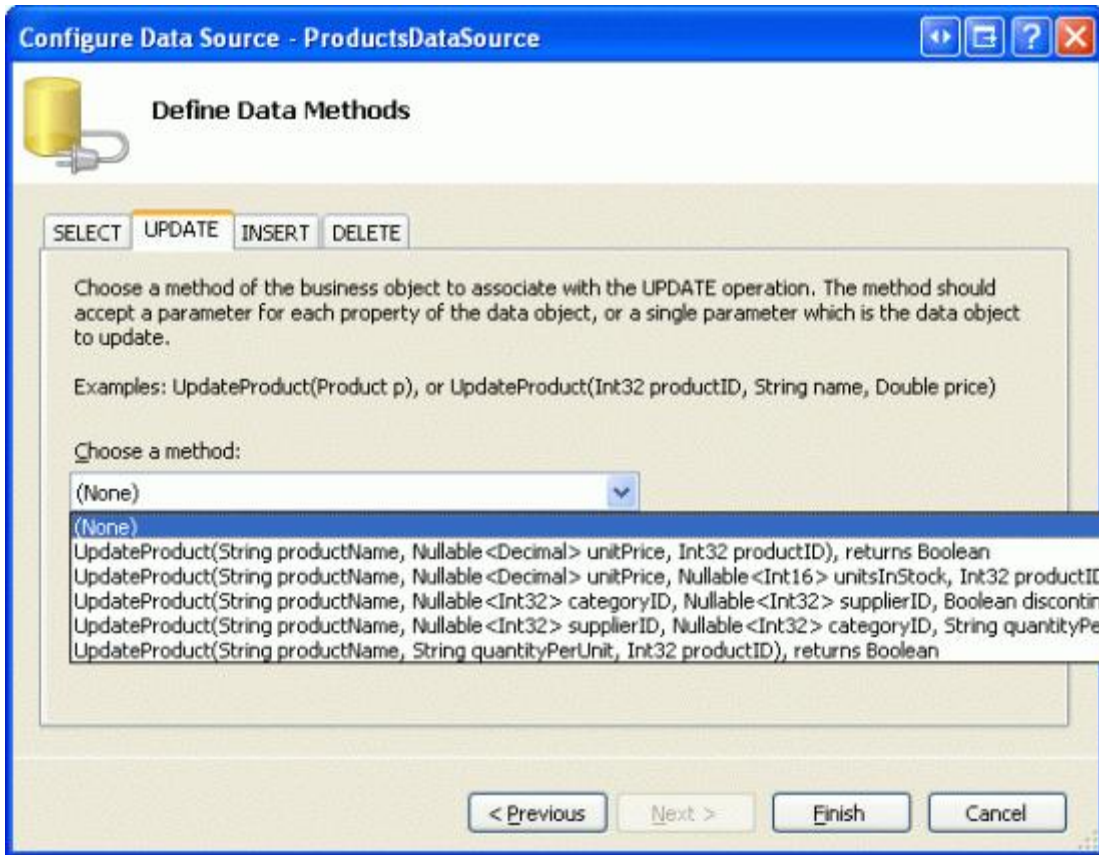 Configure Data Source - ProductsDataSource
Define Data Methods
SELECT UPDATE INSERT DELETE
Choose a method of the business object to associate with the UPDATE operation. The method should
accept a parameter for each property of the data object, or a single parameter which is the data object
to update.
Examples: UpdateProduct(Product p), or UpdateProduct(Int32 productID, String name, Double price)
Choose a method:
(None)
(None)
UpdateProduct(String productName, Nullable<Decimal> unitPrice, Int32 productID), returns Boolean
UpdateProduct(String productName, Nullable<Decimal> unitPrice, Nullable<Int16> unitsInStock, Int32 productID
UpdateProduct(String productName, Nullable<Int32> categoryID, Nullable<Int32> supplierID, Boolean discontin
UpdateProduct(String productName, Nullable<Int32> supplierID, Nullable<Int32> categoryID, String quantityPe
UpdateProduct(String productName, String quantityPerUnit, Int32 productID), returns Boolean
< Previous Next > Finish Cancel